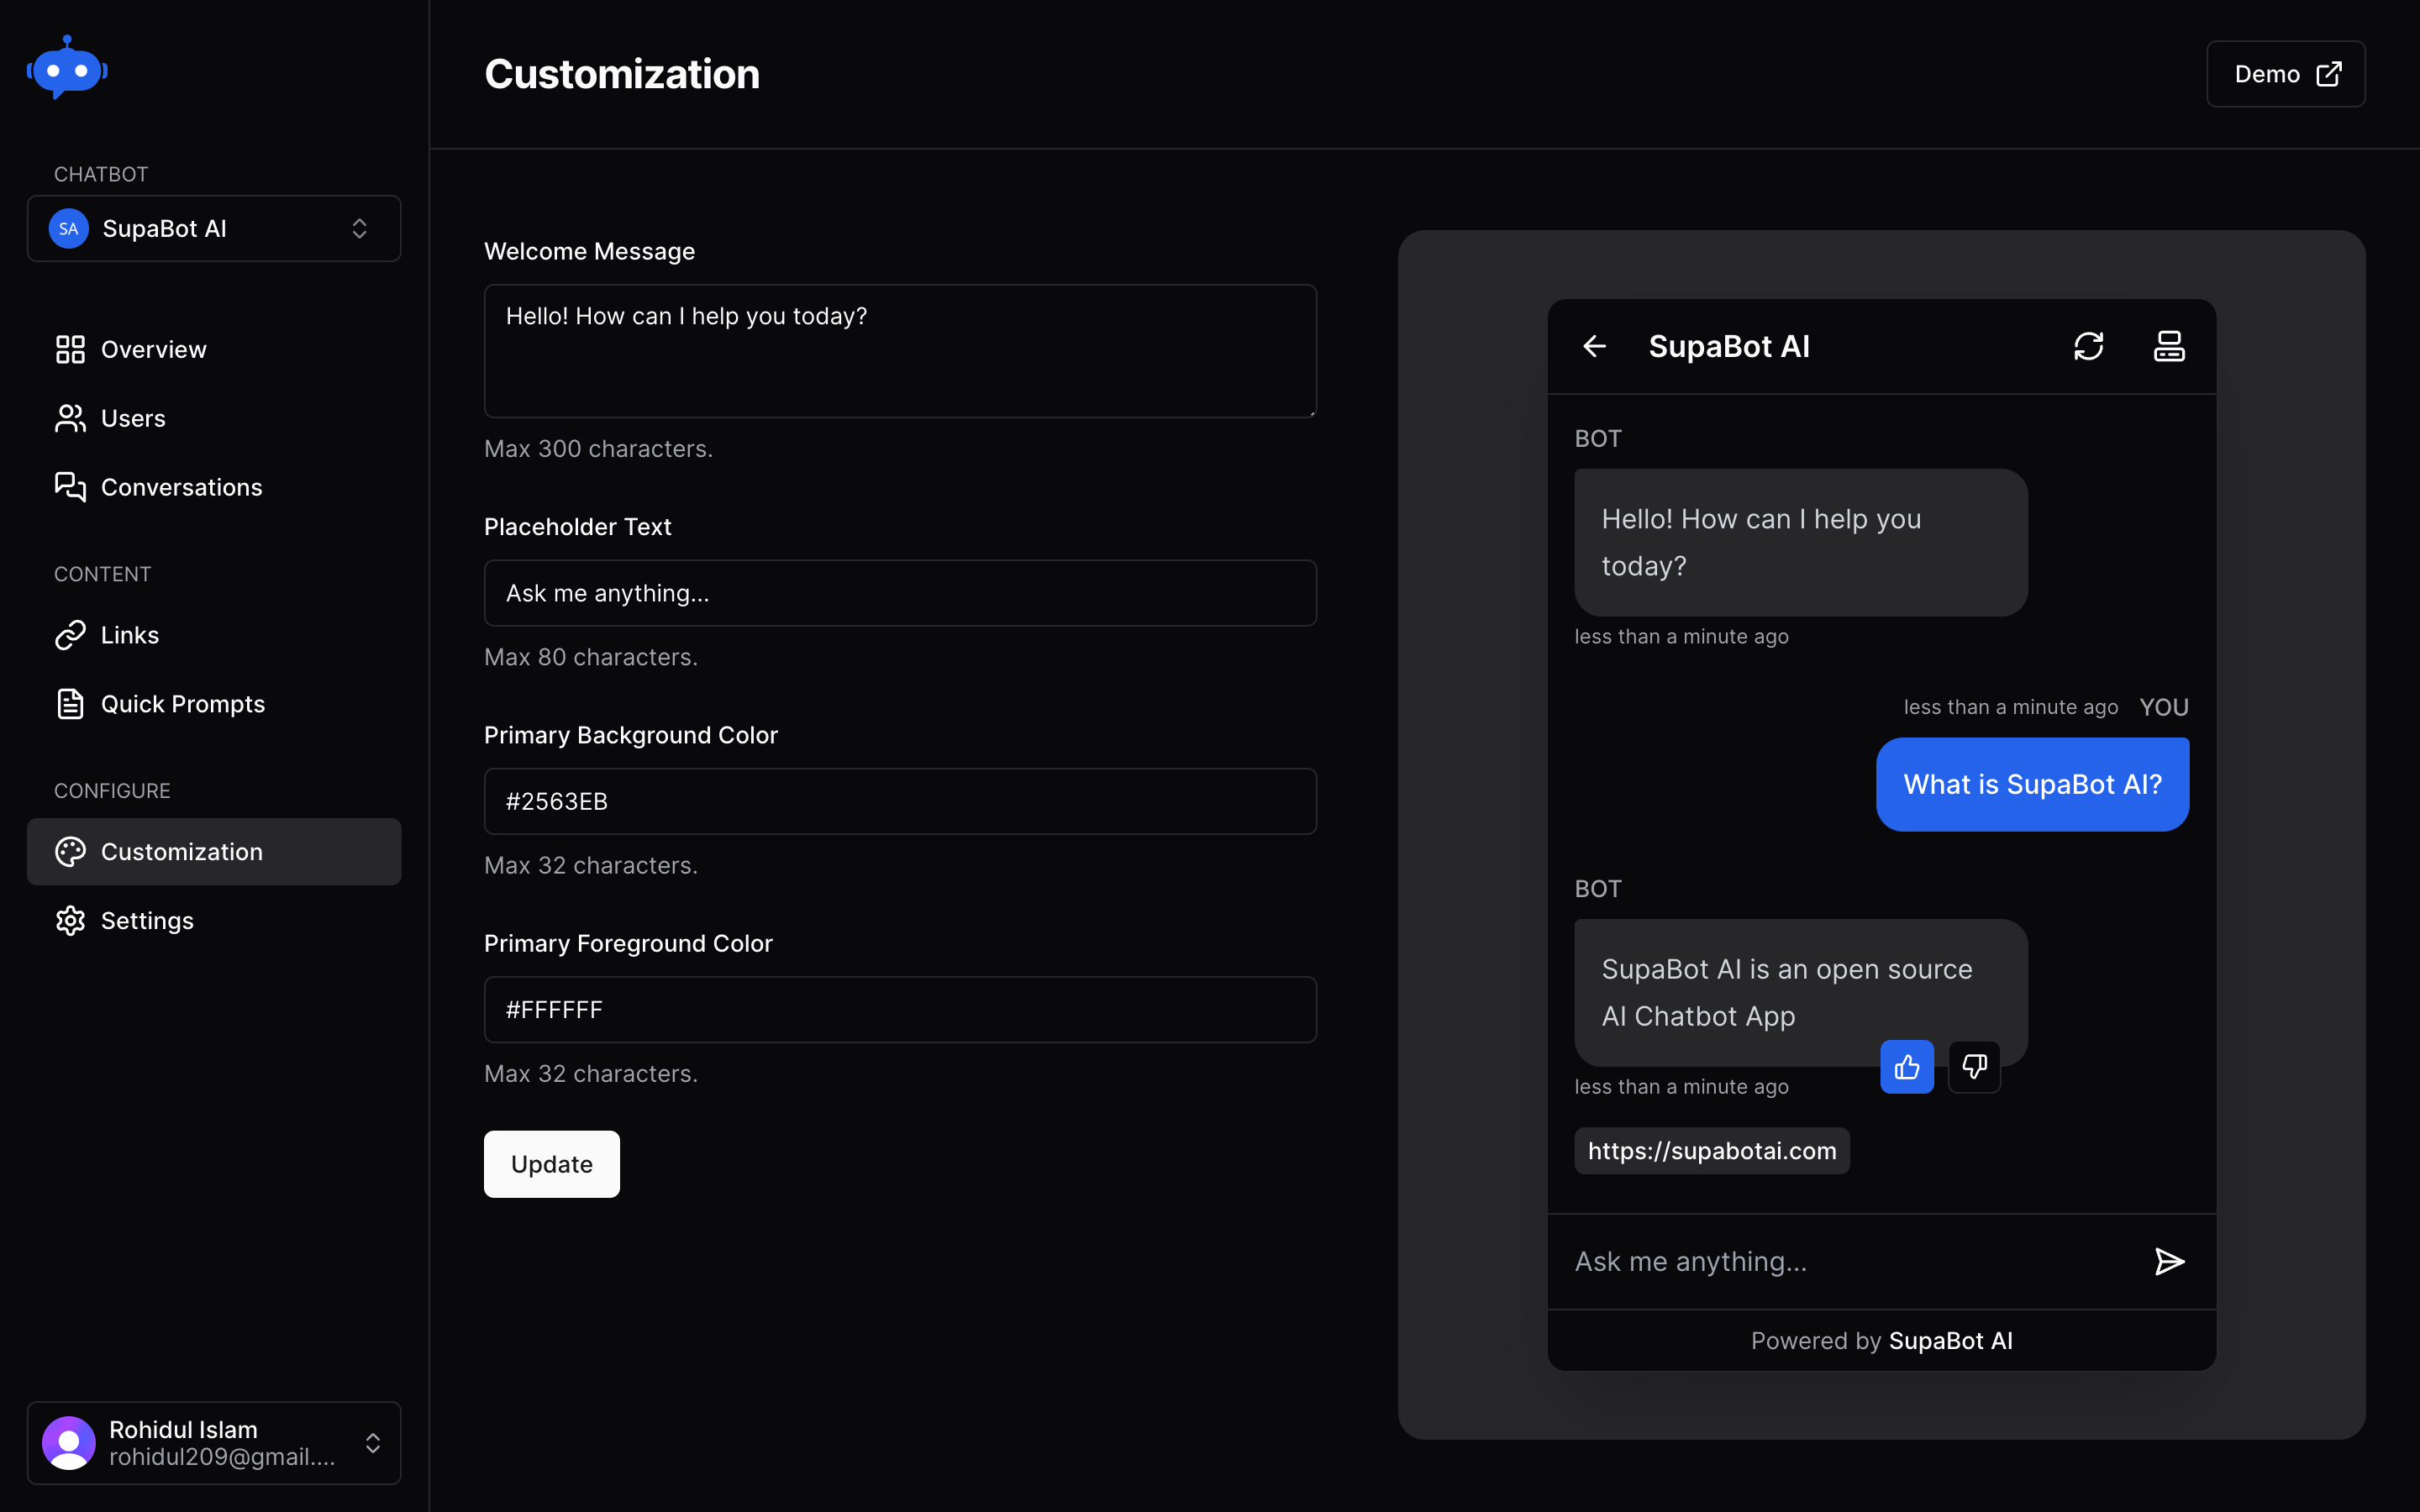 CHATBOT
SA
SupaBot AI
Overview
Users
Conversations
CONTENT
Links
Quick Prompts
CONFIGURE
Customization
Settings
Rohidul Islam
rohidul209@gmail....
Customization
Demo
Welcome Message
Hello! How can I help you today?
Max 300 characters.
Placeholder Text
Ask me anything...
Max 80 characters.
Primary Background Color
#2563EB
Max 32 characters.
Primary Foreground Color
#FFFFFF
Max 32 characters.
Update
SupaBot AI
BOT
Hello! How can I help you
today?
less than a minute ago
less than a minute ago YOU
What is SupaBot AI?
BOT
SupaBot AI is an open source
AI Chatbot App
less than a minute ago
https://supabotai.com
Ask me anything...
Powered by SupaBot AI